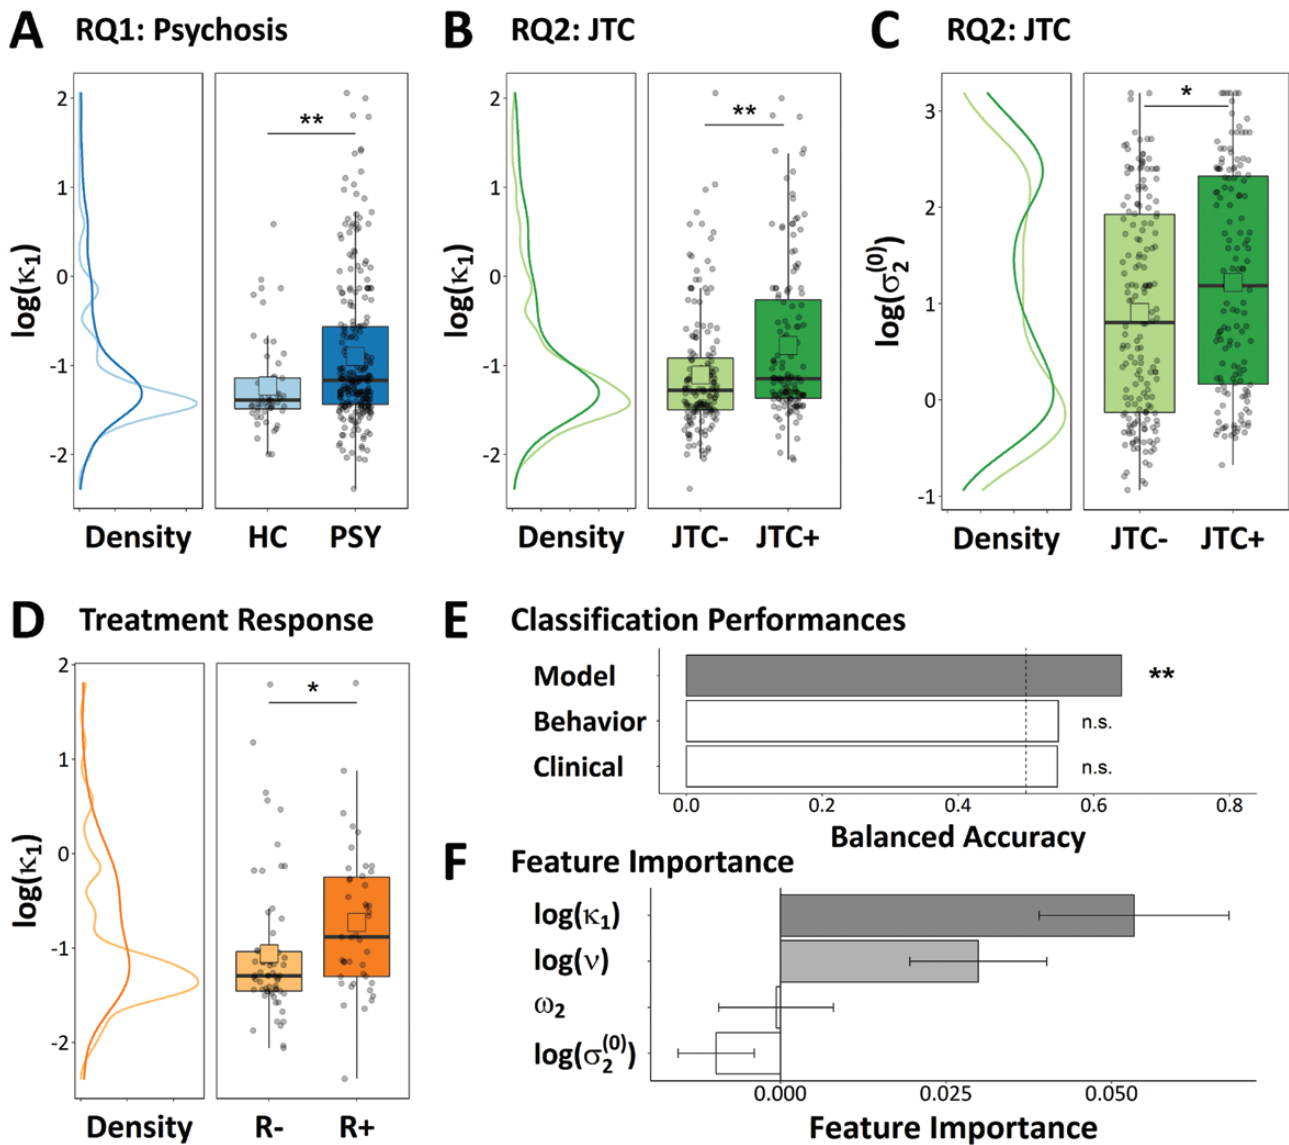 A RQ1: Psychosis
log(κ₁)
2
1
0
-1
-2
**
Density HC PSY
B RQ2: JTC
log(κ₁)
2
1
0
-1
-2
**
Density JTC- JTC+
C RQ2: JTC
log(σ₂⁽⁰⁾)
3
2
1
0
-1
*
Density JTC- JTC+
D Treatment Response
log(κ₁)
2
1
0
-1
-2
*
Density R- R+
E Classification Performances
Model **
Behavior n.s.
Clinical n.s.
0.0 0.2 0.4 0.6 0.8
Balanced Accuracy
F Feature Importance
log(κ₁)
log(ν)
ω₂
log(σ₂⁽⁰⁾)
0.000 0.025 0.050
Feature Importance